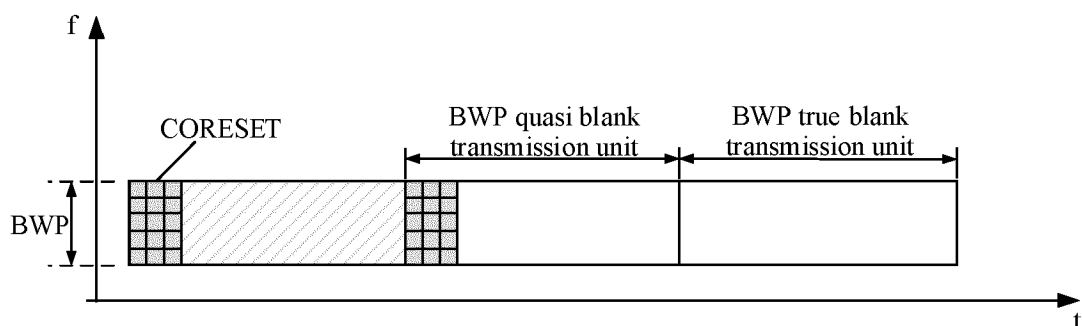 f
BWP quasi blank
transmission unit
BWP true blank
transmission unit
CORESET
BWP
t